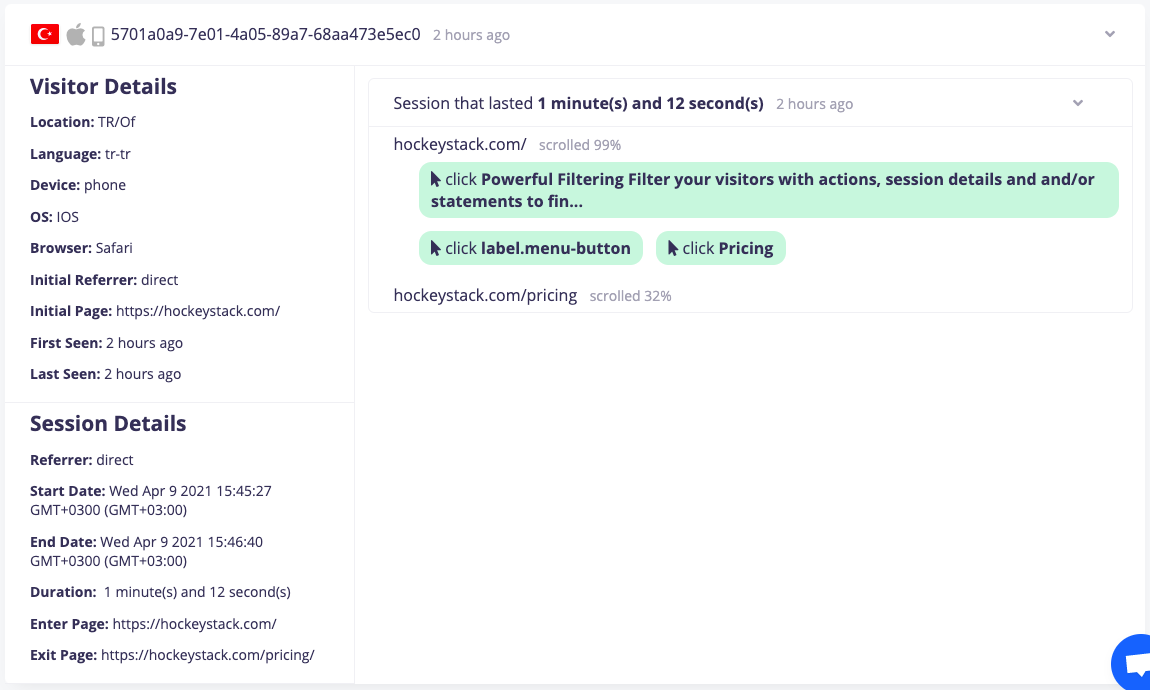 5701a0a9-7e01-4a05-89a7-68aa473e5ec0 2 hours ago
Visitor Details
Location: TR/Of
Language: tr-tr
Device: phone
OS: IOS
Browser: Safari
Initial Referrer: direct
Initial Page: https://hockeystack.com/
First Seen: 2 hours ago
Last Seen: 2 hours ago
Session Details
Referrer: direct
Start Date: Wed Apr 9 2021 15:45:27
GMT+0300 (GMT+03:00)
End Date: Wed Apr 9 2021 15:46:40
GMT+0300 (GMT+03:00)
Duration: 1 minute(s) and 12 second(s)
Enter Page: https://hockeystack.com/
Exit Page: https://hockeystack.com/pricing/
Session that lasted 1 minute(s) and 12 second(s) 2 hours ago
hockeystack.com/ scrolled 99%
click Powerful Filtering Filter your visitors with actions, session details and and/or
statements to fin...
click label.menu-button click Pricing
hockeystack.com/pricing scrolled 32%